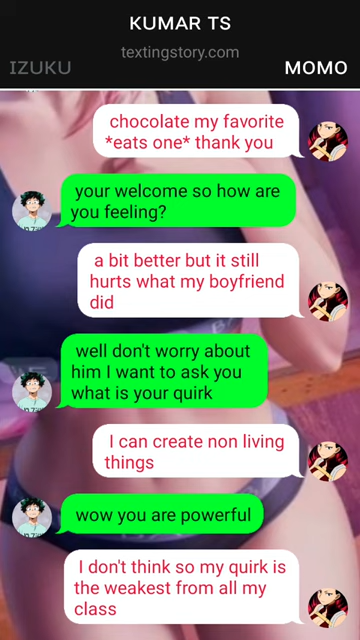 KUMAR TS
textingstory.com
IZUKU
MOMO
chocolate my favorite
*eats one* thank you
your welcome so how are
you feeling?
a bit better but it still
hurts what my boyfriend
did
well don't worry about
him I want to ask you
what is your quirk
I can create non living
things
wow you are powerful
I don't think so my quirk is
the weakest from all my
class